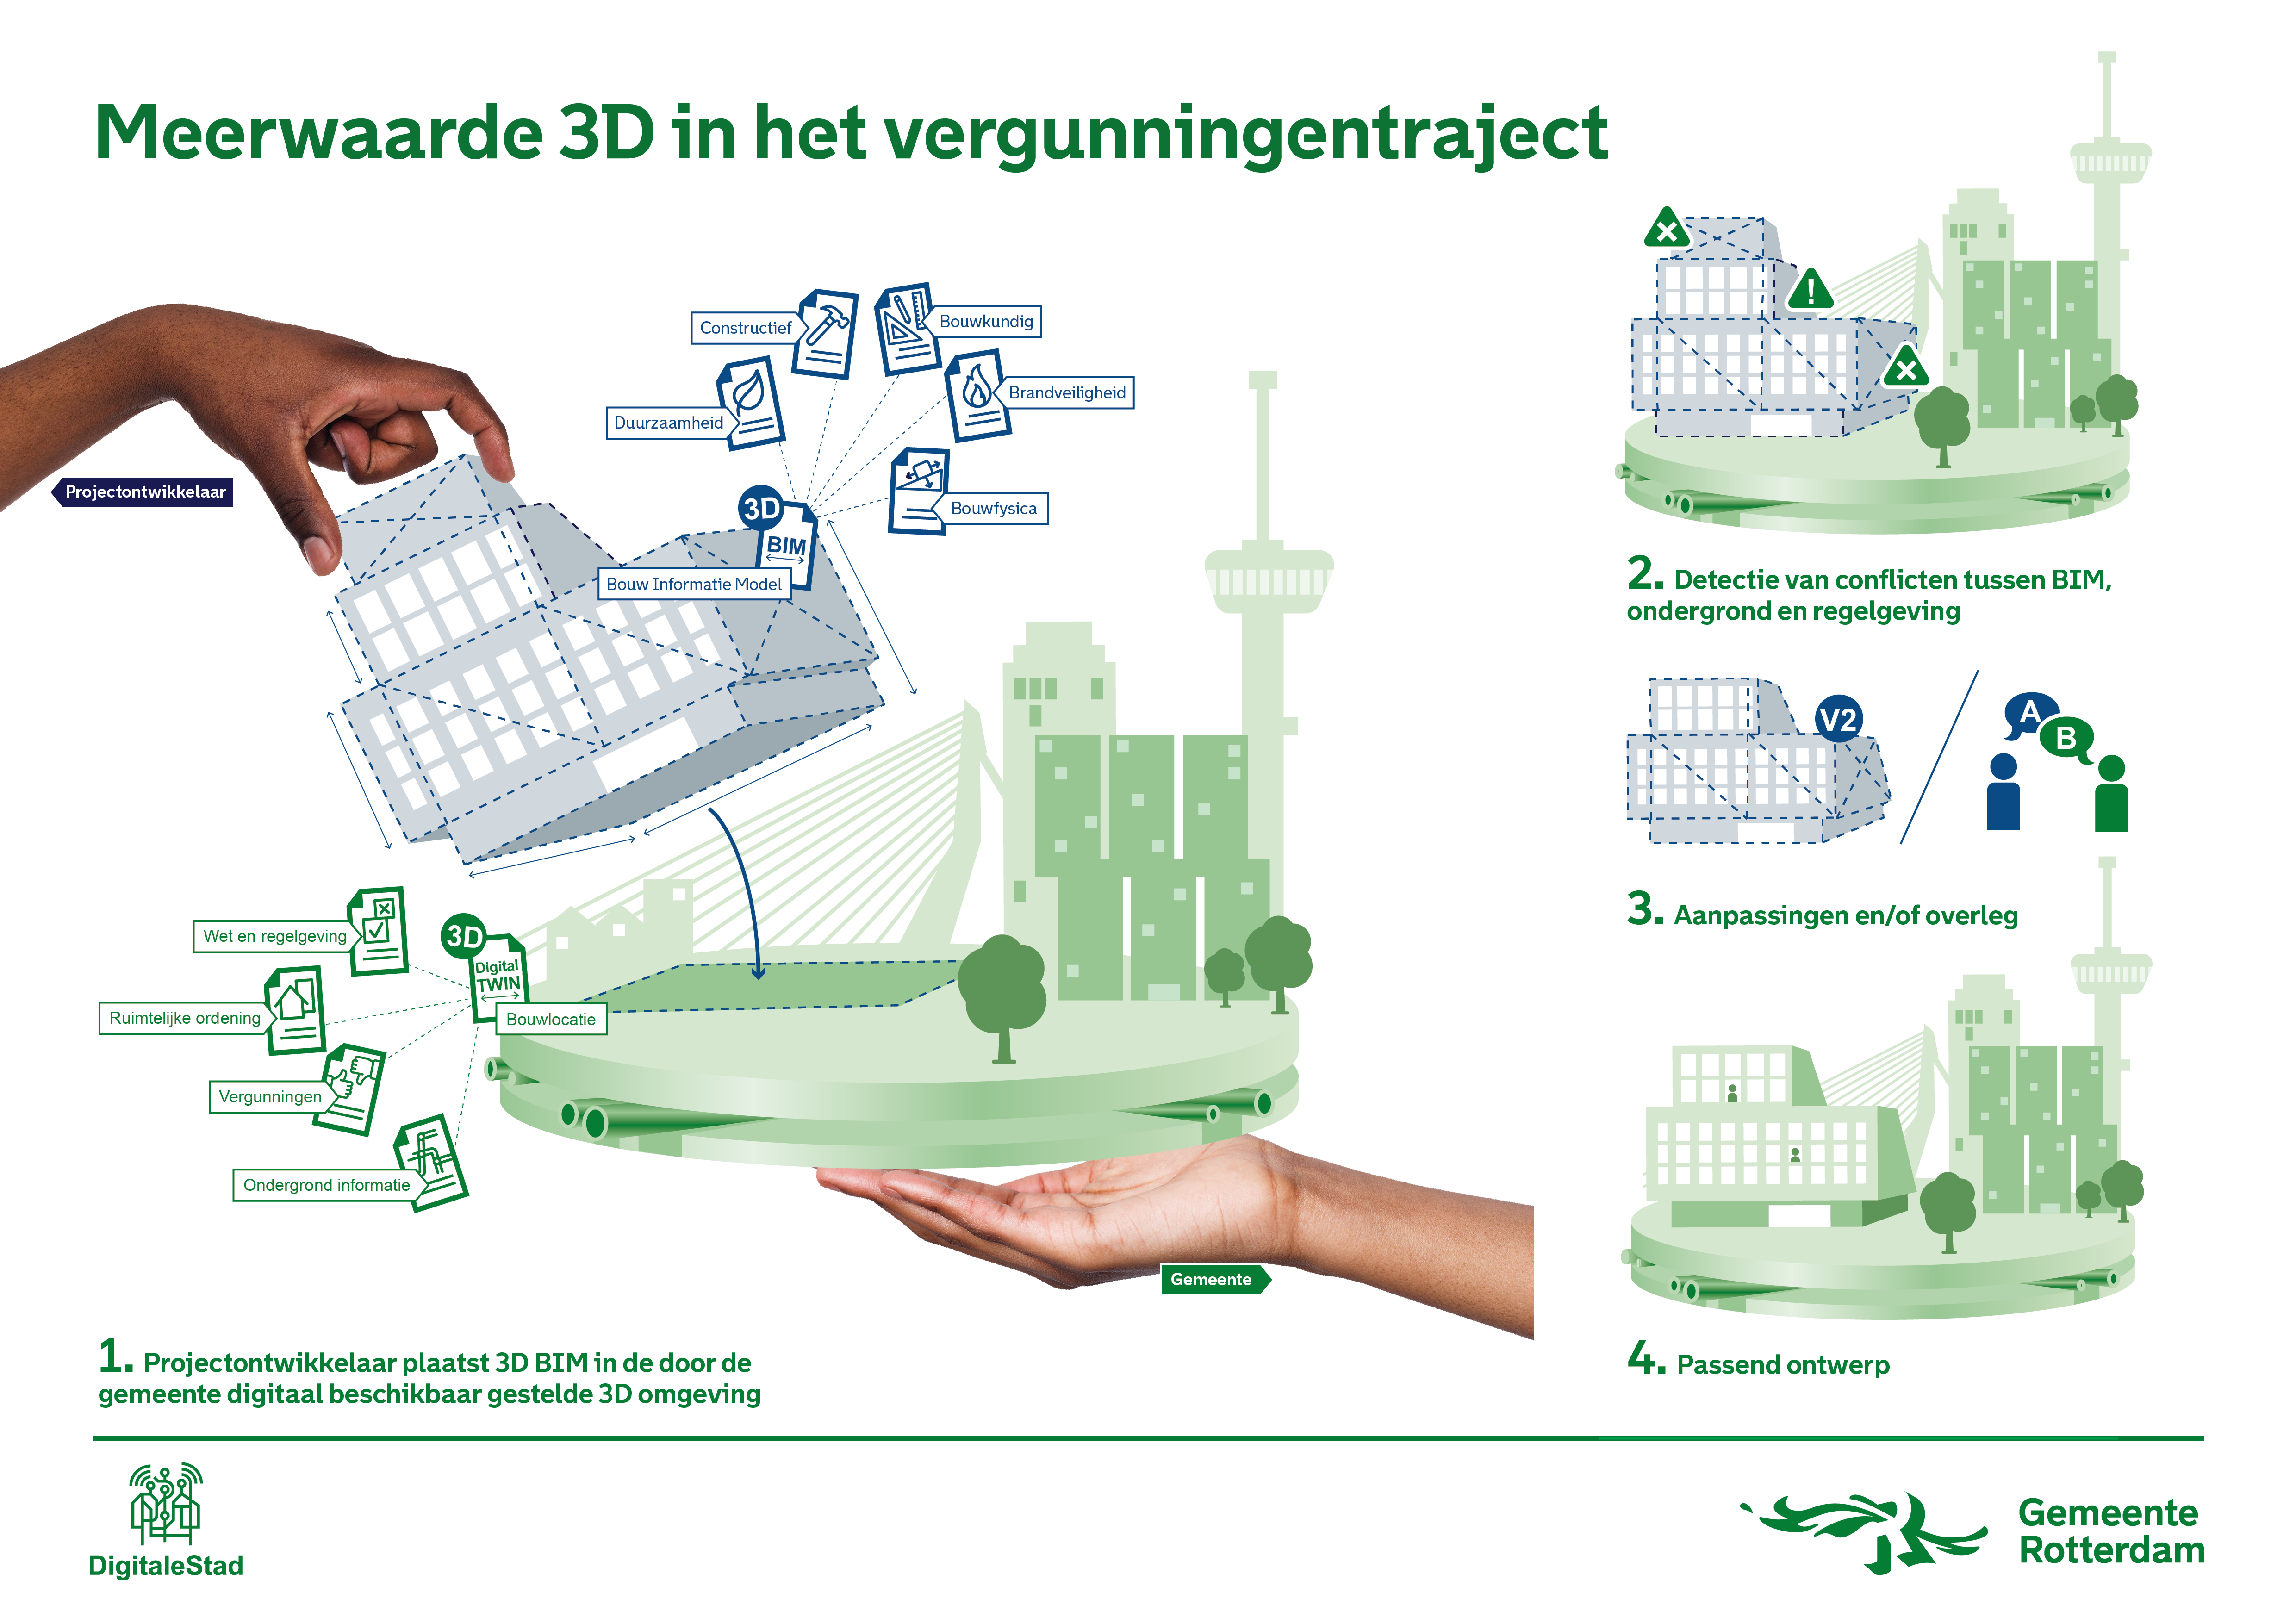 Meerwaarde 3D in het vergunningentraject
Projectontwikkelaar
Constructief
Bouwkundig
Duurzaamheid
Brandveiligheid
Bouwfysica
3D
BIM
Bouw Informatie Model
Wet en regelgeving
3D
Digital
TWIN
Bouwlocatie
Ruimtelijke ordening
Vergunningen
Ondergrond informatie
Gemeente
1. Projectontwikkelaar plaatst 3D BIM in de door de
gemeente digitaal beschikbaar gestelde 3D omgeving
!
2. Detectie van conflicten tussen BIM,
ondergrond en regelgeving
V2
A
B
3. Aanpassingen en/of overleg
4. Passend ontwerp
DigitaleStad
Gemeente
Rotterdam